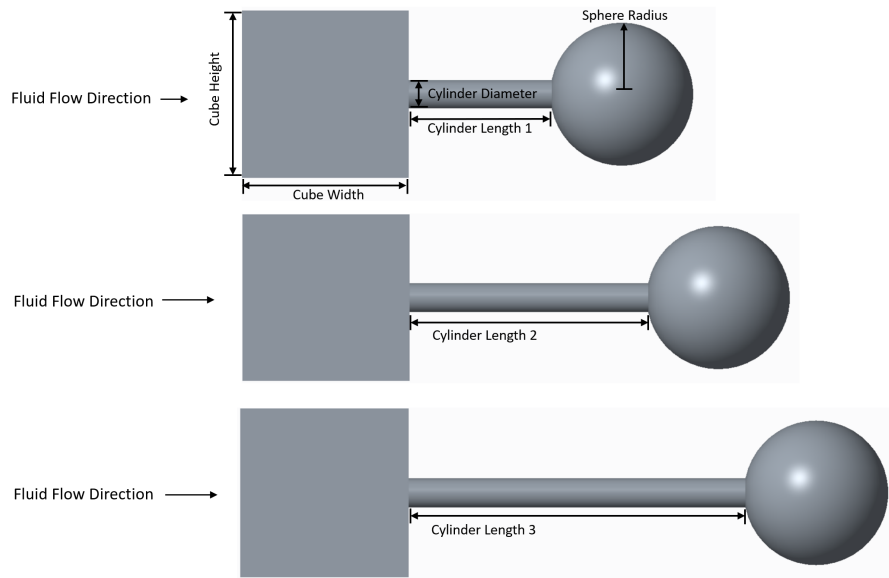 Sphere Radius
Cube Height
Fluid Flow Direction
Cylinder Diameter
Cylinder Length 1
Cube Width
Fluid Flow Direction
Cylinder Length 2
Fluid Flow Direction
Cylinder Length 3